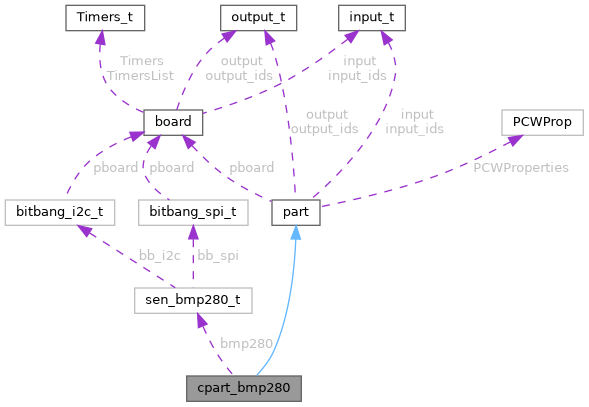 Timers_t
output_t
input_t
Timers
TimersList
output
output_ids
input
input_ids
board
output
output_ids
input
input_ids
PCWProp
pboard
pboard
pboard
PCWProperties
bitbang_i2c_t
bitbang_spi_t
part
bb_i2c
bb_spi
sen_bmp280_t
bmp280
cpart_bmp280